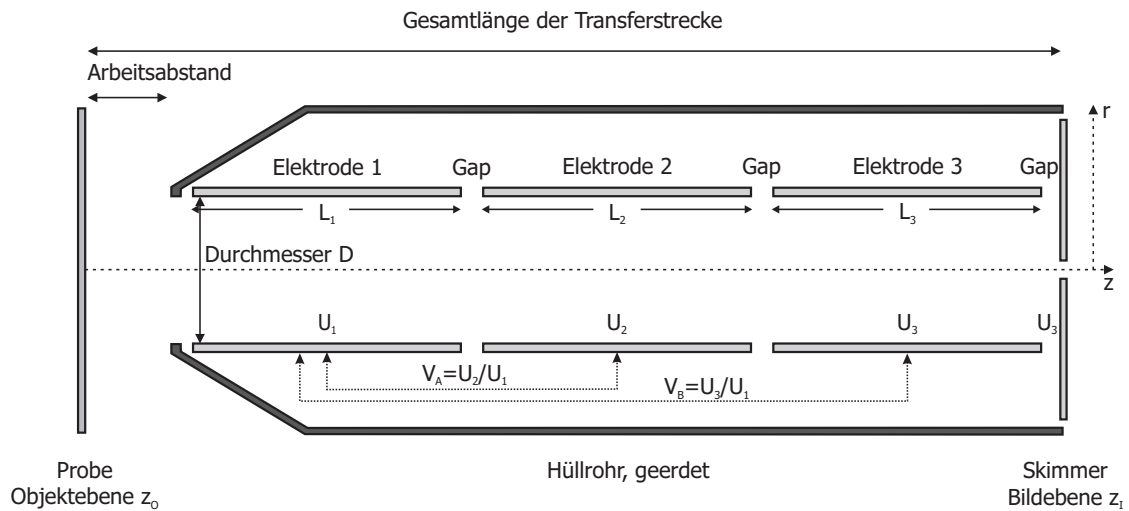 Gesamtlänge der Transferstrecke
Arbeitsabstand
r
Elektrode 1
Gap
Elektrode 2
Gap
Elektrode 3
Gap
L₁
L₂
L₃
Durchmesser D
z
U₁
U₂
U₃
U₃
V_A=U₂/U₁
V_B=U₃/U₁
Probe
Objektebene z_O
Hüllrohr, geerdet
Skimmer
Bildebene z_I